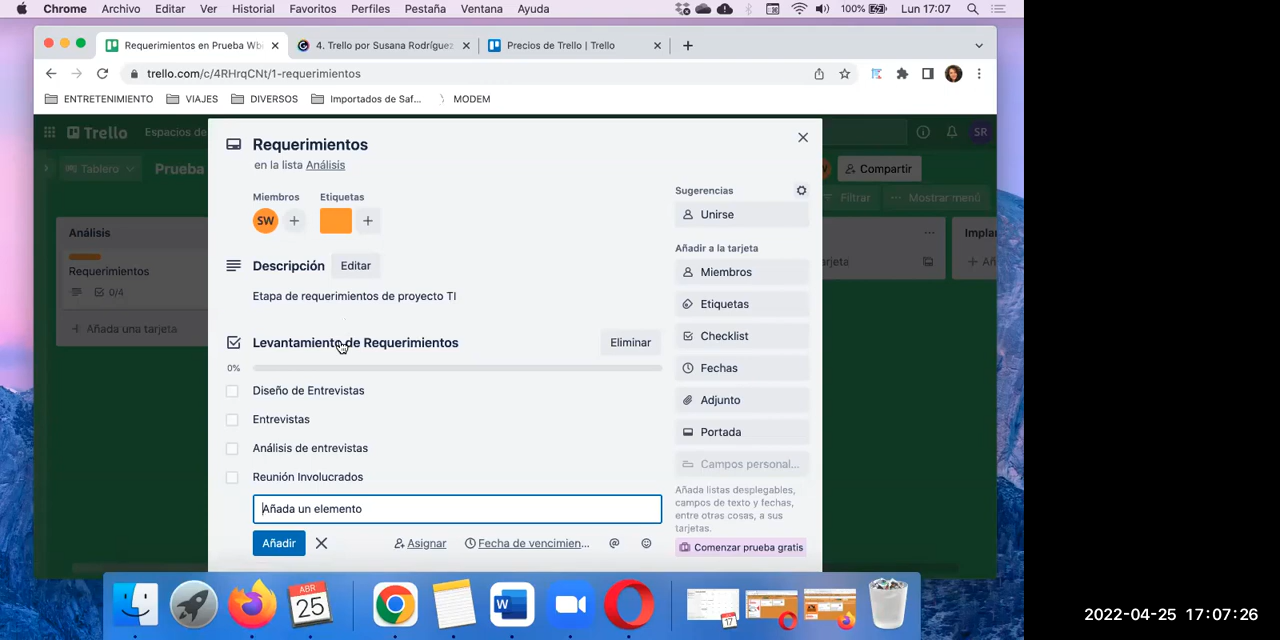 Chrome Archivo Editar Ver Historial Favoritos Perfiles Pestaña Ventana Ayuda 100% Lun 17:07
Requerimientos en Prueba Wb 4. Trello por Susana Rodríguez Precios de Trello | Trello
trello.com/c/4RHrqCNt/1-requerimientos
ENTRETENIMIENTO VIAJES DIVERSOS Importados de Saf... MODEM
Trello Espacios de SR
Tablero Prueba Compartir
Filtrar Mostrar menú
Análisis
Requerimientos
0/4
Añada una tarjeta
Requerimientos
en la lista Análisis
Miembros Etiquetas
SW
Descripción Editar
Etapa de requerimientos de proyecto TI
Levantamiento de Requerimientos Eliminar
0%
Diseño de Entrevistas
Entrevistas
Análisis de entrevistas
Reunión Involucrados
Añada un elemento
Añadir Asignar Fecha de vencimien...
Sugerencias
Unirse
Añadir a la tarjeta
Miembros
Etiquetas
Checklist
Fechas
Adjunto
Portada
Campos personal...
Añada listas desplegables,
campos de texto y fechas,
entre otras cosas, a sus
tarjetas.
Comenzar prueba gratis
arjeta
Implan
Añ
ABR
25
W
17
2022-04-25 17:07:26